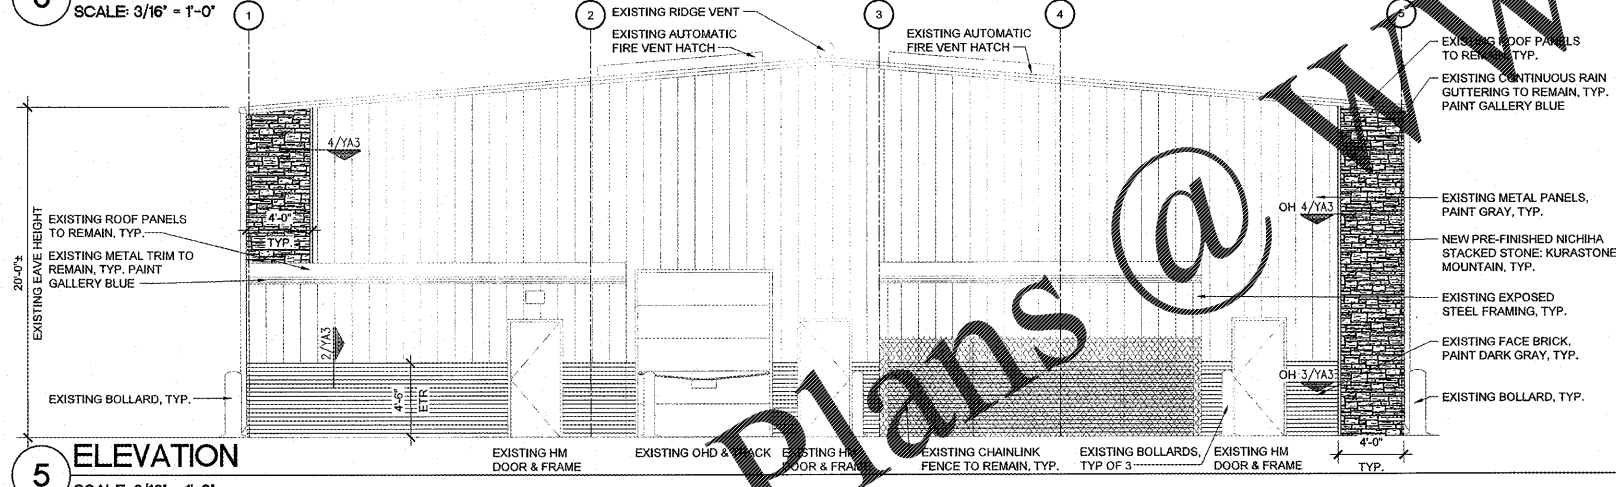 SCALE: 3/16" = 1'-0"
1
2
3
4
5
EXISTING RIDGE VENT
EXISTING AUTOMATIC
FIRE VENT HATCH
EXISTING AUTOMATIC
FIRE VENT HATCH
EXISTING ROOF PANELS
TO REMAIN, TYP.
EXISTING CONTINUOUS RAIN
GUTTERING TO REMAIN, TYP.
PAINT GALLERY BLUE
4/YA3
4'-0"
TYP.
EXISTING ROOF PANELS
TO REMAIN, TYP.
EXISTING METAL TRIM TO
REMAIN, TYP. PAINT
GALLERY BLUE
20'-0"±
EXISTING EAVE HEIGHT
2/YA3
4'-6"
ETR
EXISTING BOLLARD, TYP.
OH 4/YA3
EXISTING METAL PANELS,
PAINT GRAY, TYP.
NEW PRE-FINISHED NICHIHA
STACKED STONE: KURASTONE
MOUNTAIN, TYP.
EXISTING EXPOSED
STEEL FRAMING, TYP.
EXISTING FACE BRICK,
PAINT DARK GRAY, TYP.
OH 3/YA3
EXISTING BOLLARD, TYP.
4'-0"
TYP.
EXISTING HM
DOOR & FRAME
EXISTING OHD & TRACK
EXISTING HM
DOOR & FRAME
EXISTING CHAINLINK
FENCE TO REMAIN, TYP.
EXISTING BOLLARDS,
TYP OF 3
EXISTING HM
DOOR & FRAME
Plans @
5
ELEVATION